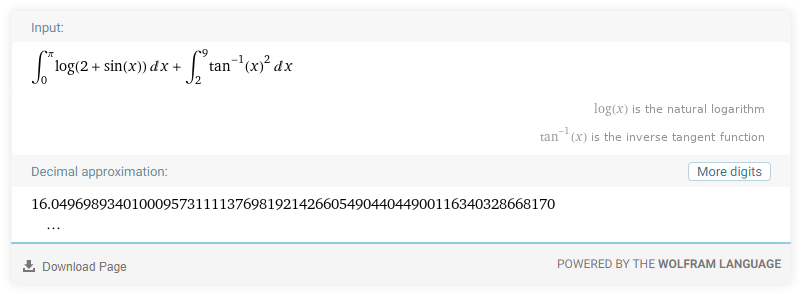 Input:
∫₀^π log(2 + sin(x)) dx + ∫₂⁹ tan⁻¹(x)² dx
log(x) is the natural logarithm
tan⁻¹(x) is the inverse tangent function
Decimal approximation:
More digits
16.04969893401000957311113769819214266054904404490011634032866817​0
...
Download Page
POWERED BY THE WOLFRAM LANGUAGE